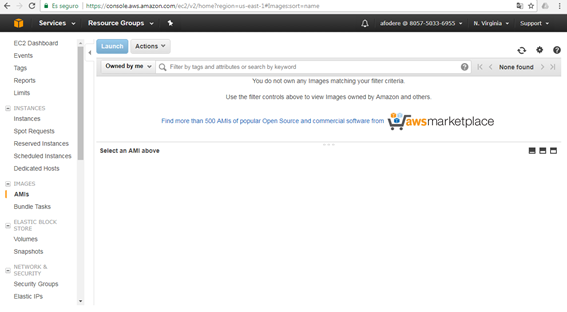 Es seguro | https://console.aws.amazon.com/ec2/v2/home?region=us-east-1#Images:sort=name
Services Resource Groups afodere @ 8057-5033-6955 N. Virginia Support
EC2 Dashboard
Events
Tags
Reports
Limits
INSTANCES
Instances
Spot Requests
Reserved Instances
Scheduled Instances
Dedicated Hosts
IMAGES
AMIs
Bundle Tasks
ELASTIC BLOCK
STORE
Volumes
Snapshots
NETWORK &
SECURITY
Security Groups
Elastic IPs
Launch Actions
Owned by me Filter by tags and attributes or search by keyword None found
You do not own any Images matching your filter criteria.
Use the filter controls above to view Images owned by Amazon and others.
Find more than 500 AMIs of popular Open Source and commercial software from awsmarketplace
Select an AMI above